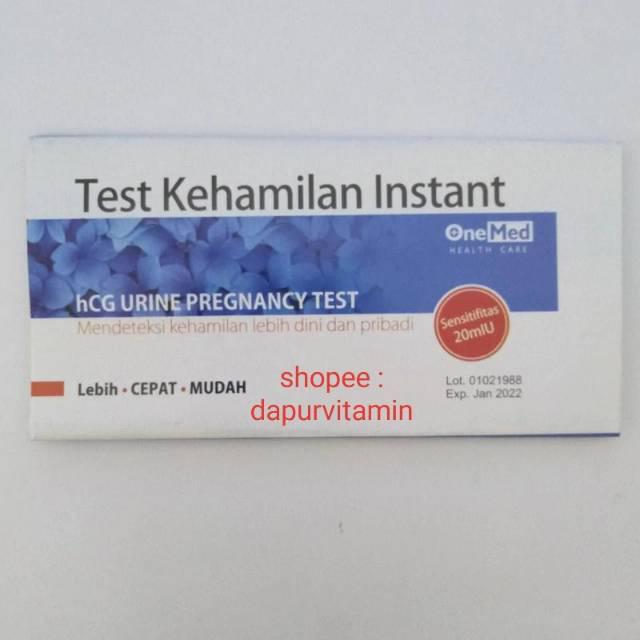 Test Kehamilan Instant
OneMed
HEALTH CARE
hCG URINE PREGNANCY TEST
Mendeteksi kehamilan lebih dini dan pribadi
Sensitifitas
20mIU
Lebih • CEPAT • MUDAH
shopee :
dapurvitamin
Lot. 01021988
Exp. Jan 2022